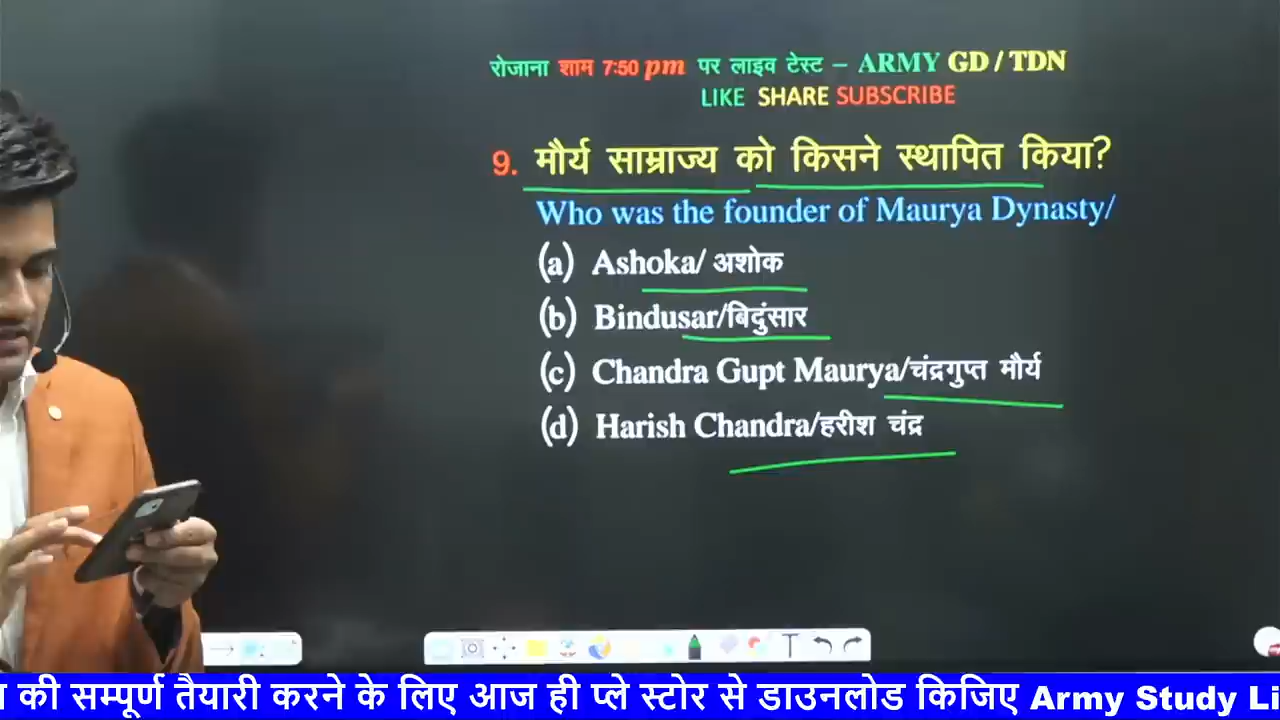 रोजाना शाम 7:50 pm पर लाइव टेस्ट – ARMY GD / TDN
LIKE SHARE SUBSCRIBE
9. मौर्य साम्राज्य को किसने स्थापित किया?
Who was the founder of Maurya Dynasty/
(a) Ashoka/ अशोक
(b) Bindusar/बिदुंसार
(c) Chandra Gupt Maurya/चंद्रगुप्त मौर्य
(d) Harish Chandra/हरीश चंद्र
की सम्पूर्ण तैयारी करने के लिए आज ही प्ले स्टोर से डाउनलोड किजिए Army Study Li